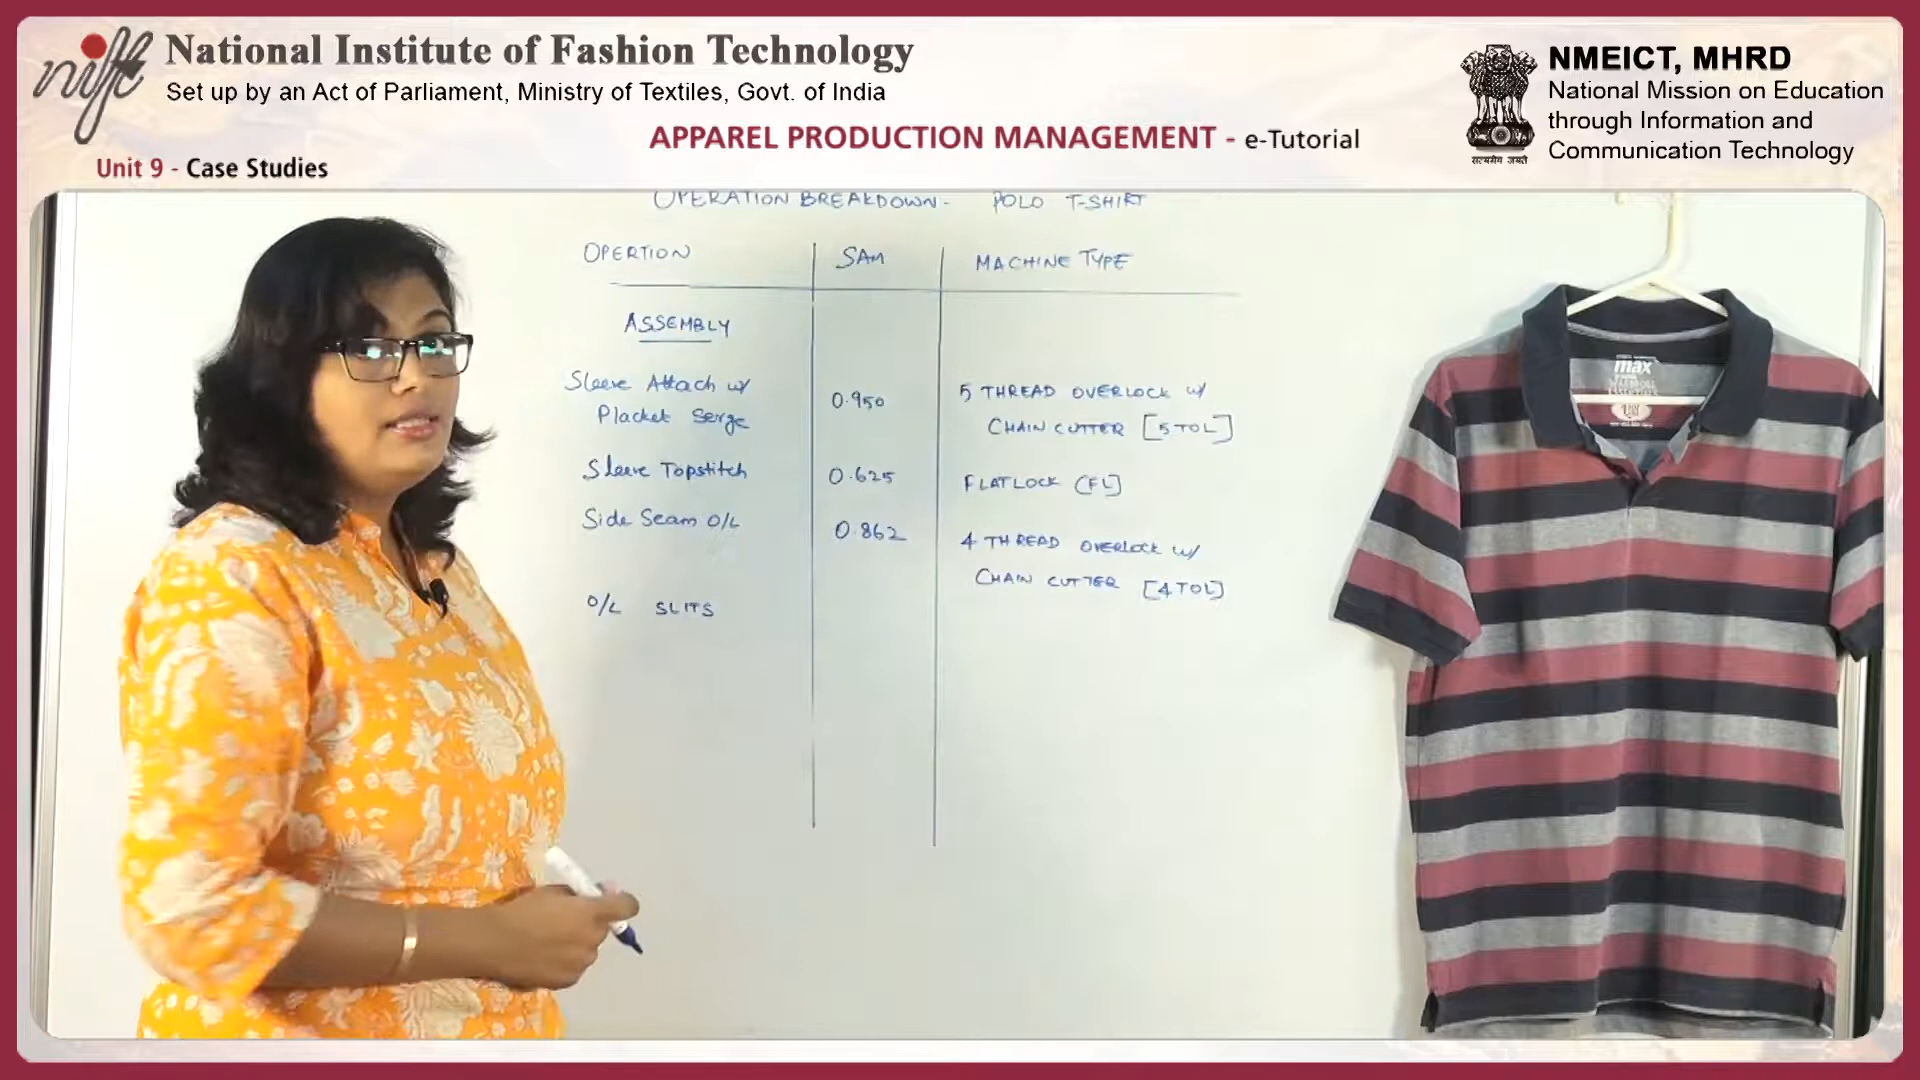 nift
National Institute of Fashion Technology
Set up by an Act of Parliament, Ministry of Textiles, Govt. of India
APPAREL PRODUCTION MANAGEMENT - e-Tutorial
Unit 9 - Case Studies
सत्यमेव जयते
NMEICT, MHRD
National Mission on Education
through Information and
Communication Technology
OPERATION BREAKDOWN - POLO T-SHIRT
OPERTION SAM MACHINE TYPE
ASSEMBLY
Sleeve Attach w/ 5 THREAD OVERLOCK w/
Placket Serge 0.950 CHAIN CUTTER [5TOL]
Sleeve Topstitch 0.625 FLATLOCK (FL]
Side Seam O/L 0.862 4 THREAD OVERLOCK w/
CHAIN CUTTER [4TOL]
O/L SLITS
max